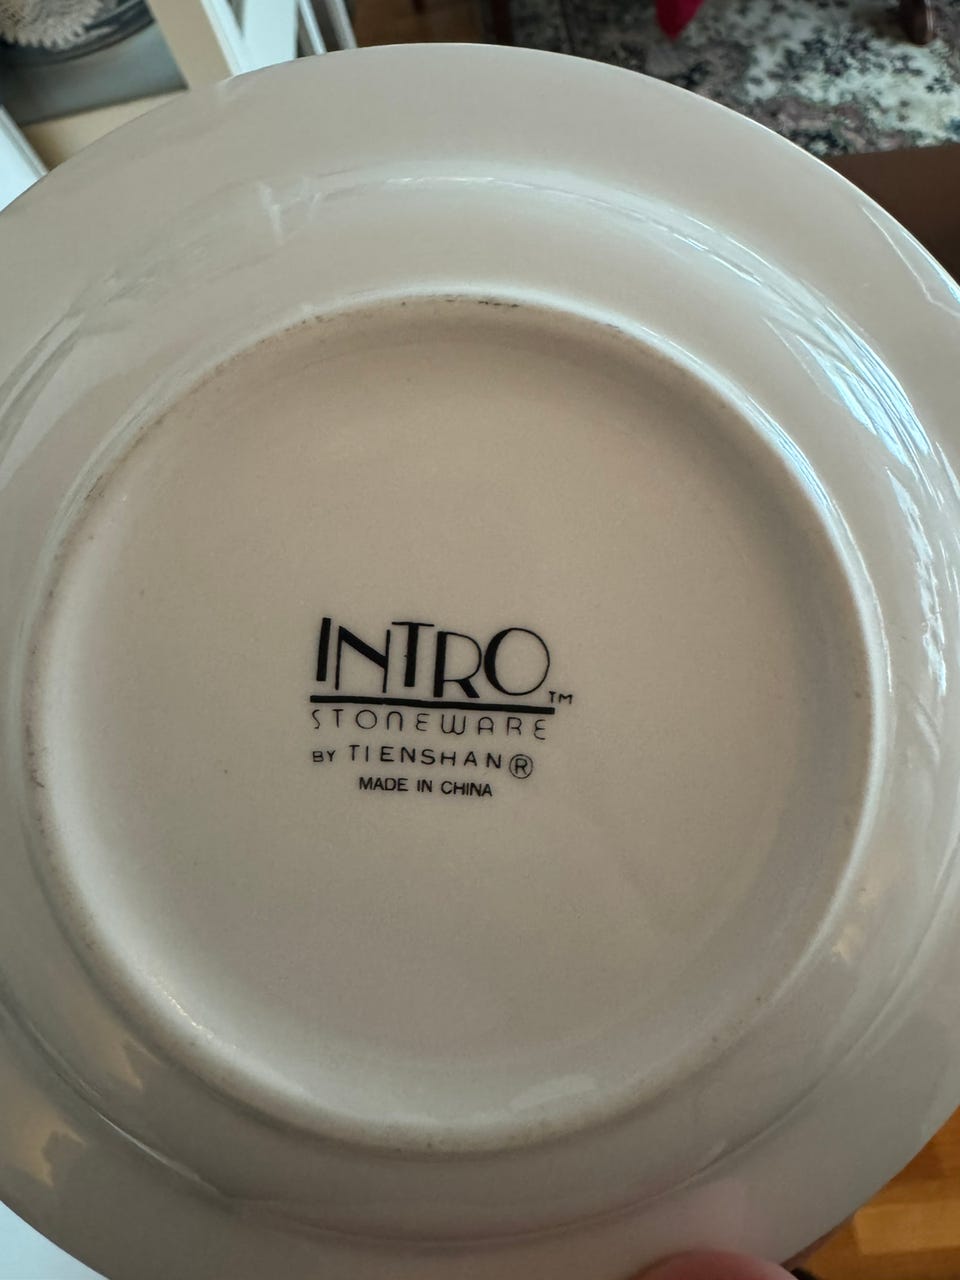 INTRO™
STONEWARE
BY TIENSHAN®
MADE IN CHINA